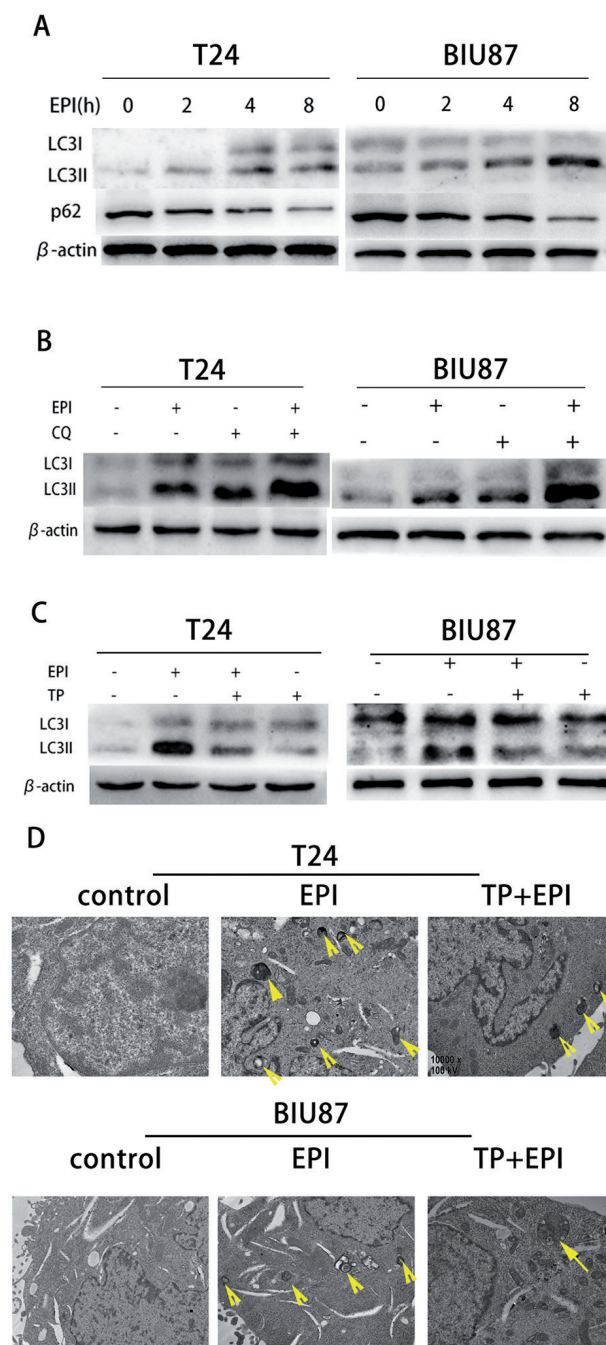 A
T24 BIU87
EPI(h) 0 2 4 8 0 2 4 8
LC3I
LC3II
p62
β-actin
B
T24 BIU87
EPI - + - + - + - +
CQ - - + + - - + +
LC3I
LC3II
β-actin
C
T24 BIU87
EPI - + + - - + + -
TP - - + + - - + +
LC3I
LC3II
β-actin
D
T24
control EPI TP+EPI
10000 x
100 kV
BIU87
control EPI TP+EPI